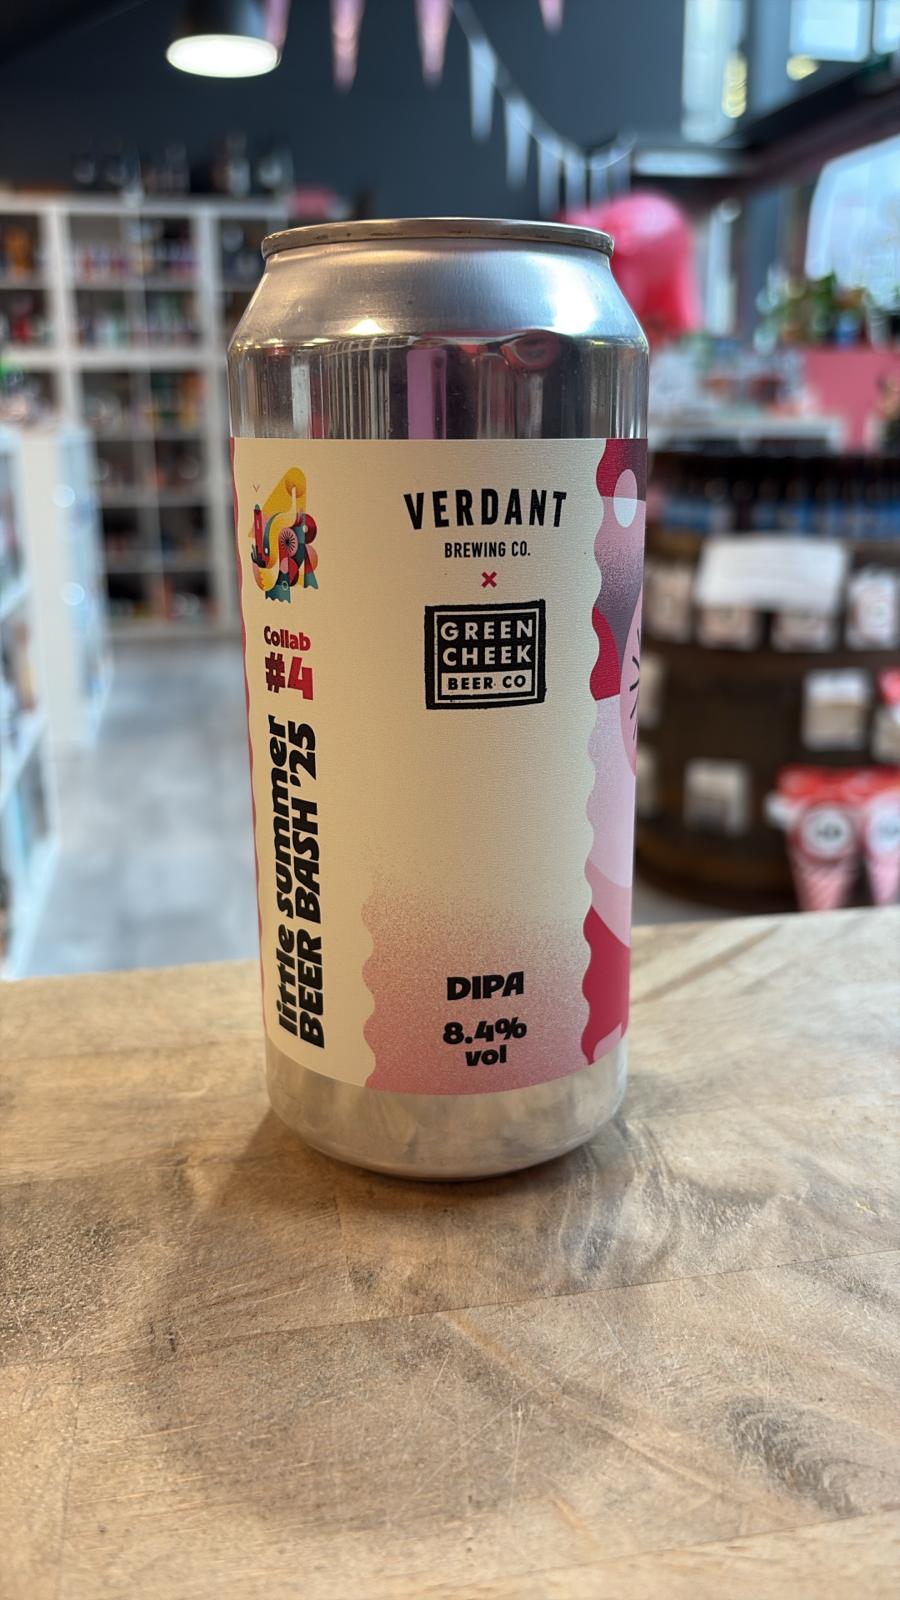 VERDANT
BREWING CO.
×
GREEN
CHEEK
BEER CO
Collab
#4
little summer
BEER BASH '25
DIPA
8.4%
vol